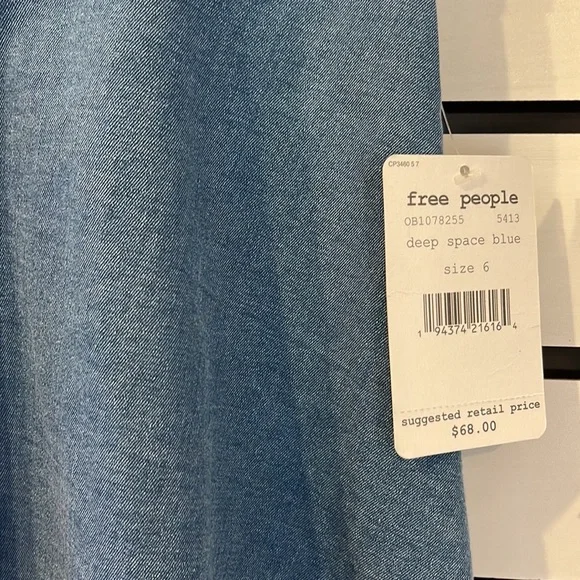 CP3460 S 7
free people
OB1078255 5413
deep space blue
size 6
1 94374 21616 4
suggested retail price
$68.00